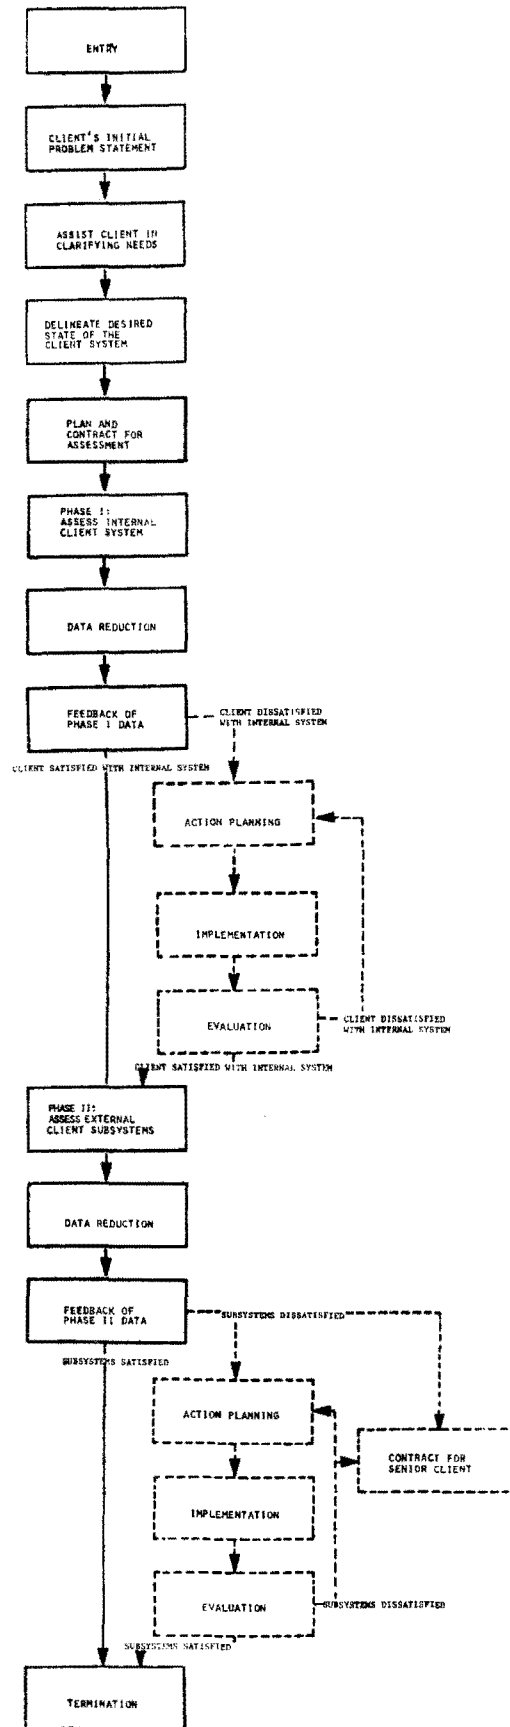 ENTRY
CLIENT'S INITIAL
PROBLEM STATEMENT
ASSIST CLIENT IN
CLARIFYING NEEDS
DELINEATE DESIRED
STATE OF THE
CLIENT SYSTEM
PLAN AND
CONTRACT FOR
ASSESSMENT
PHASE I:
ASSESS INTERNAL
CLIENT SYSTEM
DATA REDUCTION
FEEDBACK OF
PHASE I DATA
CLIENT DISSATISFIED
WITH INTERNAL SYSTEM
CLIENT SATISFIED WITH INTERNAL SYSTEM
ACTION PLANNING
IMPLEMENTATION
EVALUATION
CLIENT DISSATISFIED
WITH INTERNAL SYSTEM
CLIENT SATISFIED WITH INTERNAL SYSTEM
PHASE II:
ASSESS EXTERNAL
CLIENT SUBSYSTEMS
DATA REDUCTION
FEEDBACK OF
PHASE II DATA
SUBSYSTEMS DISSATISFIED
SUBSYSTEMS SATISFIED
ACTION PLANNING
CONTRACT FOR
SENIOR CLIENT
IMPLEMENTATION
EVALUATION
SUBSYSTEMS DISSATISFIED
SUBSYSTEMS SATISFIED
TERMINATION